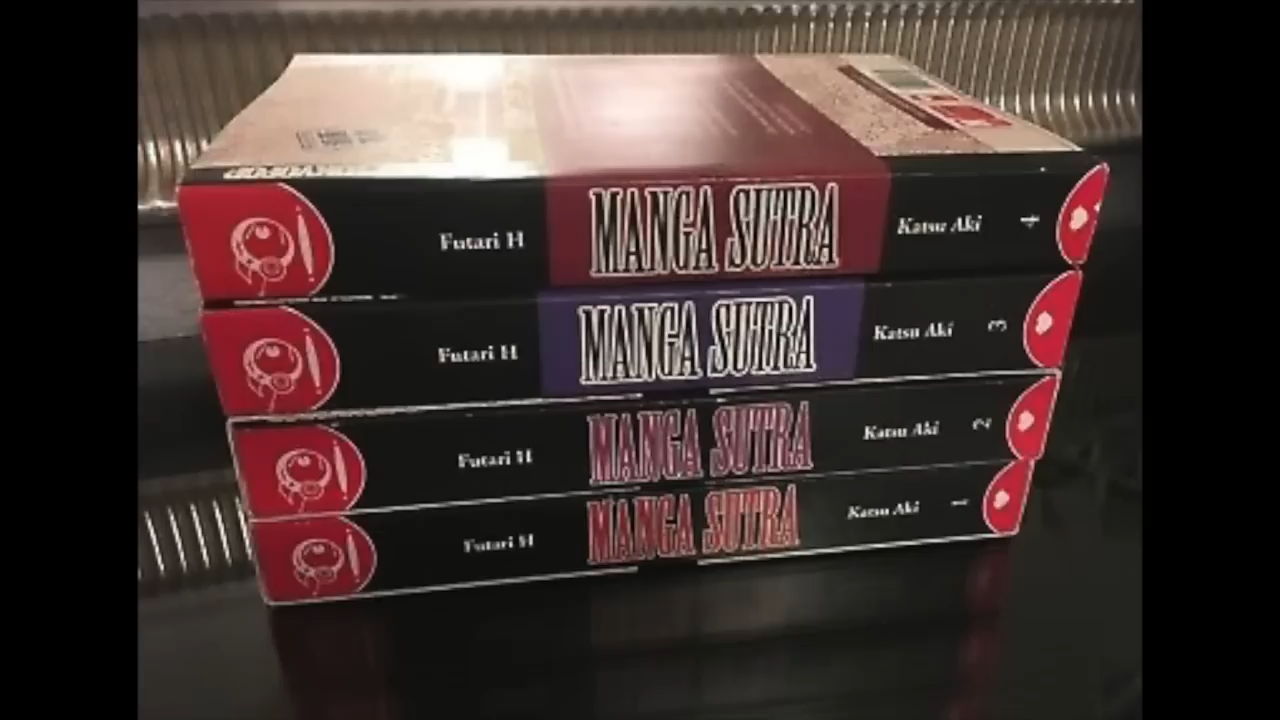 Futari H MANGA SUTRA Katsu Aki 4
Futari H MANGA SUTRA Katsu Aki 3
Futari H MANGA SUTRA Katsu Aki 2
Futari H MANGA SUTRA Katsu Aki 1